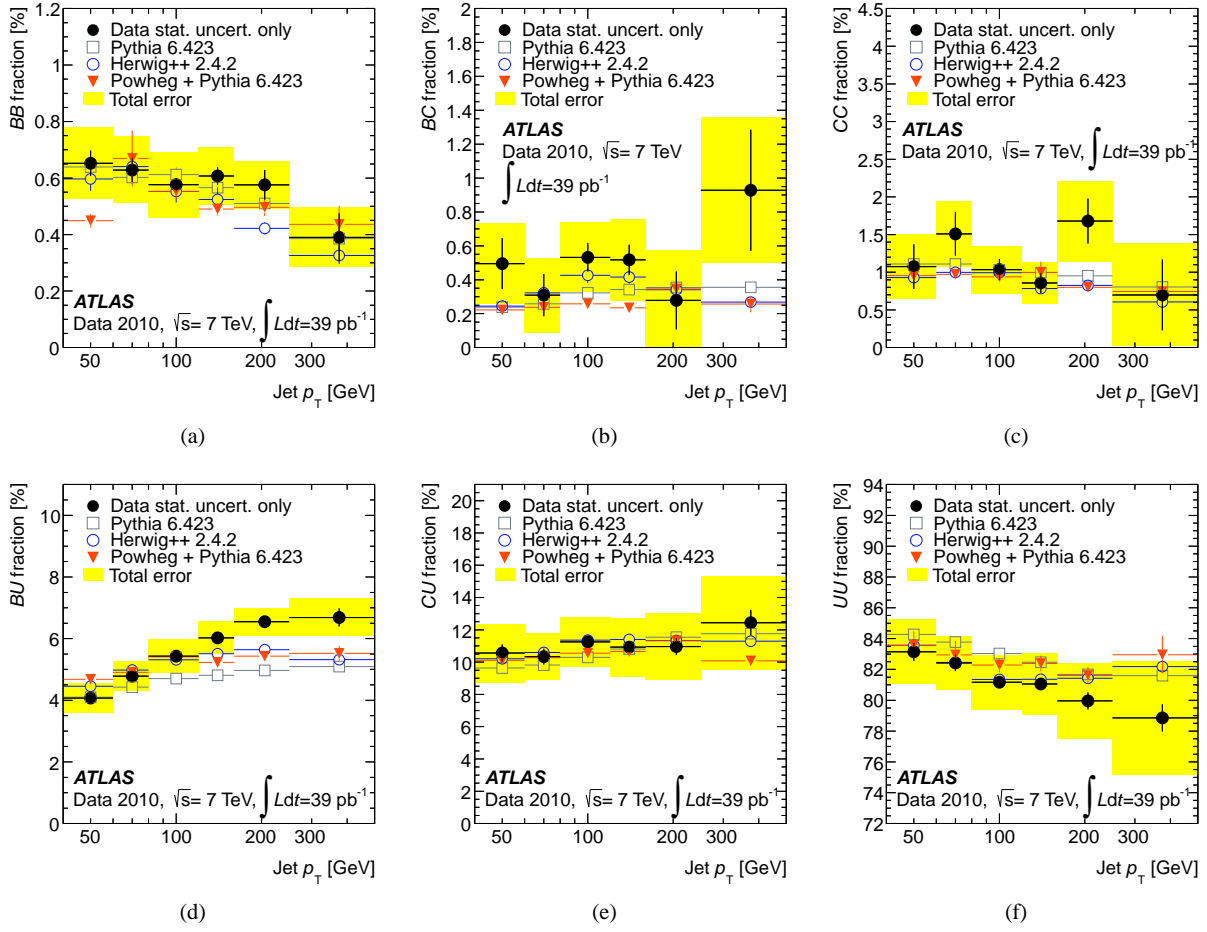 BB fraction [%]
1.2
1
0.8
0.6
0.4
0.2
0
Data stat. uncert. only
Pythia 6.423
Herwig++ 2.4.2
Powheg + Pythia 6.423
Total error
ATLAS
Data 2010, √s= 7 TeV, ∫ Ldt=39 pb⁻¹
50 100 200 300
Jet p_T [GeV]
(a)
BC fraction [%]
2
1.8
1.6
1.4
1.2
1
0.8
0.6
0.4
0.2
0
Data stat. uncert. only
Pythia 6.423
Herwig++ 2.4.2
Powheg + Pythia 6.423
Total error
ATLAS
Data 2010, √s= 7 TeV
∫ Ldt=39 pb⁻¹
50 100 200 300
Jet p_T [GeV]
(b)
CC fraction [%]
4.5
4
3.5
3
2.5
2
1.5
1
0.5
0
Data stat. uncert. only
Pythia 6.423
Herwig++ 2.4.2
Powheg + Pythia 6.423
Total error
ATLAS
Data 2010, √s= 7 TeV, ∫ Ldt=39 pb⁻¹
50 100 200 300
Jet p_T [GeV]
(c)
BU fraction [%]
10
8
6
4
2
0
Data stat. uncert. only
Pythia 6.423
Herwig++ 2.4.2
Powheg + Pythia 6.423
Total error
ATLAS
Data 2010, √s= 7 TeV, ∫ Ldt=39 pb⁻¹
50 100 200 300
Jet p_T [GeV]
(d)
CU fraction [%]
20
18
16
14
12
10
8
6
4
2
0
Data stat. uncert. only
Pythia 6.423
Herwig++ 2.4.2
Powheg + Pythia 6.423
Total error
ATLAS
Data 2010, √s= 7 TeV, ∫ Ldt=39 pb⁻¹
50 100 200 300
Jet p_T [GeV]
(e)
UU fraction [%]
94
92
90
88
86
84
82
80
78
76
74
72
Data stat. uncert. only
Pythia 6.423
Herwig++ 2.4.2
Powheg + Pythia 6.423
Total error
ATLAS
Data 2010, √s= 7 TeV, ∫ Ldt=39 pb⁻¹
50 100 200 300
Jet p_T [GeV]
(f)